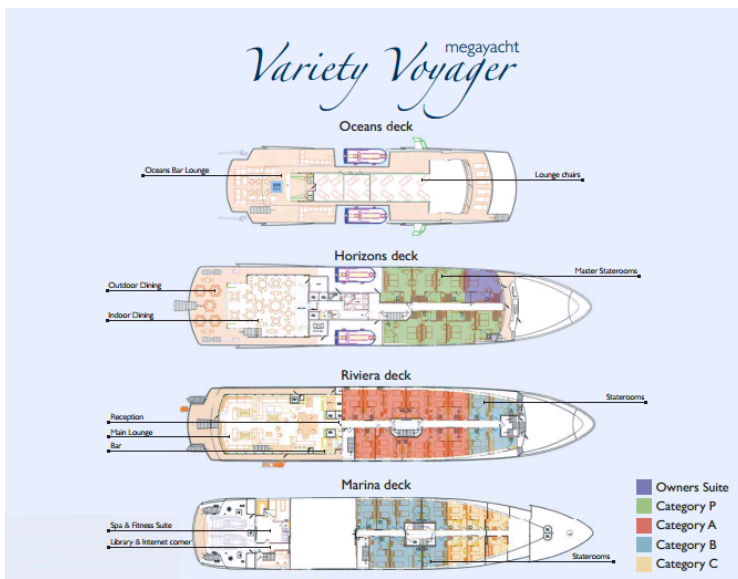 megayacht
Variety Voyager
Oceans deck
Oceans Bar Lounge
Lounge chairs
Horizons deck
Master Staterooms
Outdoor Dining
Indoor Dining
Riviera deck
Staterooms
Reception
Main Lounge
Bar
Marina deck
Spa & Fitness Suite
Library & Internet corner
Staterooms
Owners Suite
Category P
Category A
Category B
Category C